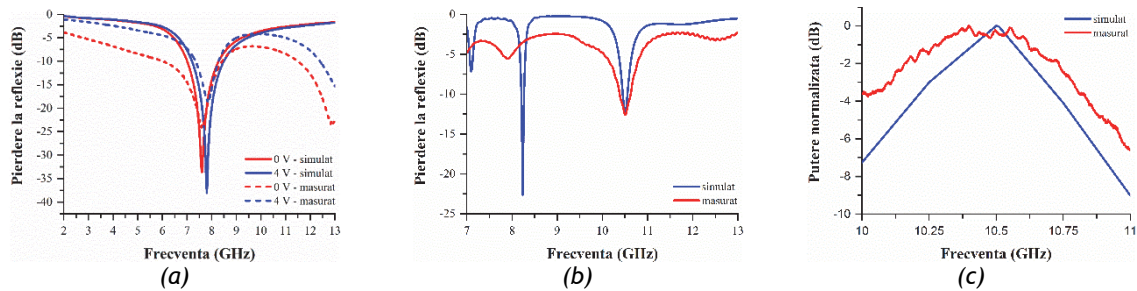 Pierdere la reflexie (dB)
0
-5
-10
-15
-20
-25
-30
-35
-40
0 V - simulat
4 V - simulat
0 V - masurat
4 V - masurat
2 3 4 5 6 7 8 9 10 11 12 13
Frecventa (GHz)
(a)
Pierdere la reflexie (dB)
0
-5
-10
-15
-20
-25
simulat
masurat
7 8 9 10 11 12 13
Frecventa (GHz)
(b)
Putere normalizata (dB)
0
-2
-4
-6
-8
-10
simulat
masurat
10 10.25 10.5 10.75 11
Frecventa (GHz)
(c)